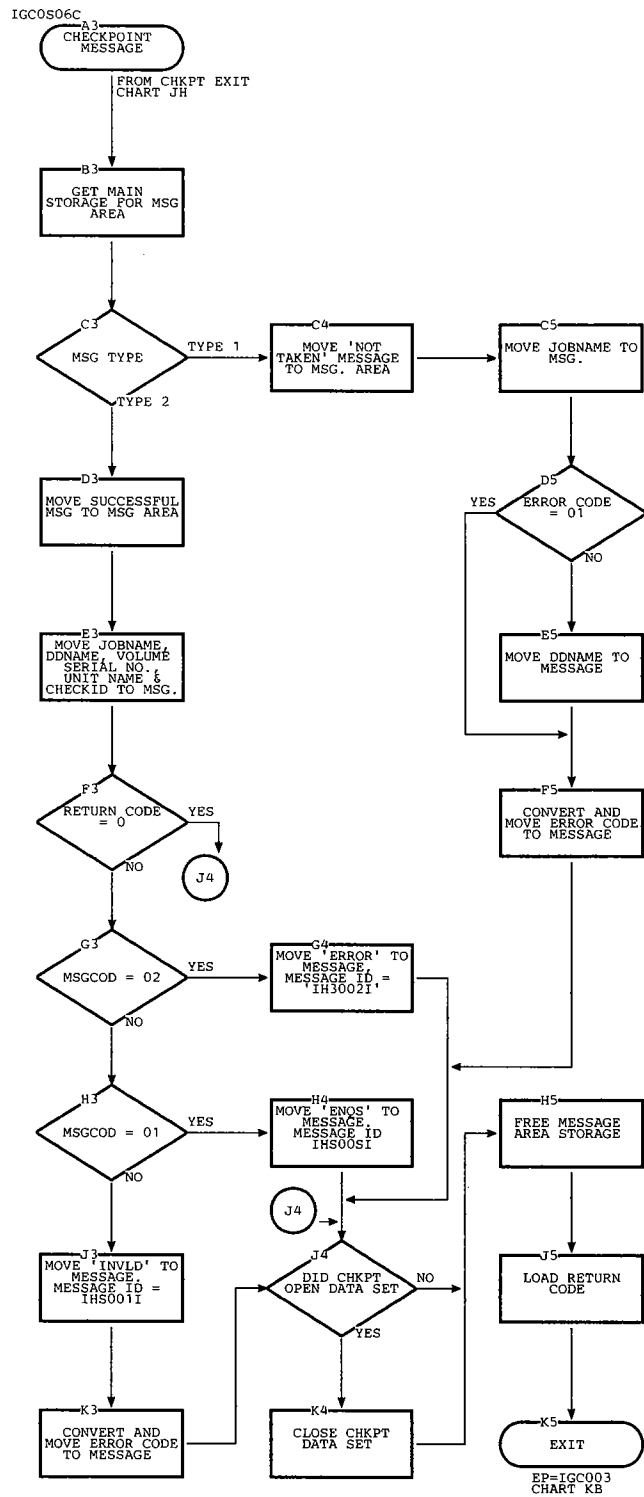 IGC0S06C
A3
CHECKPOINT
MESSAGE
FROM CHKPT EXIT
CHART JH
B3
GET MAIN
STORAGE FOR MSG
AREA
C3
MSG TYPE
TYPE 1
TYPE 2
C4
MOVE 'NOT
TAKEN' MESSAGE
TO MSG. AREA
C5
MOVE JOBNAME TO
MSG.
D3
MOVE SUCCESSFUL
MSG TO MSG AREA
D5
ERROR CODE
= 01
YES
NO
E3
MOVE JOBNAME,
DDNAME, VOLUME
SERIAL NO.,
UNIT NAME &
CHECKID TO MSG.
E5
MOVE DDNAME TO
MESSAGE
F3
RETURN CODE
= 0
YES
NO
J4
F5
CONVERT AND
MOVE ERROR CODE
TO MESSAGE
G3
MSGCOD = 02
YES
NO
G4
MOVE 'ERROR' TO
MESSAGE,
MESSAGE ID =
'IH3002I'
H3
MSGCOD = 01
YES
NO
H4
MOVE 'ENQS' TO
MESSAGE.
MESSAGE ID
IHS00SI
H5
FREE MESSAGE
AREA STORAGE
J4
J3
MOVE 'INVLD' TO
MESSAGE.
MESSAGE ID =
IHS001I
J4
DID CHKPT
OPEN DATA SET
NO
YES
J5
LOAD RETURN
CODE
K3
CONVERT AND
MOVE ERROR CODE
TO MESSAGE
K4
CLOSE CHKPT
DATA SET
K5
EXIT
EP=IGC003
CHART KB